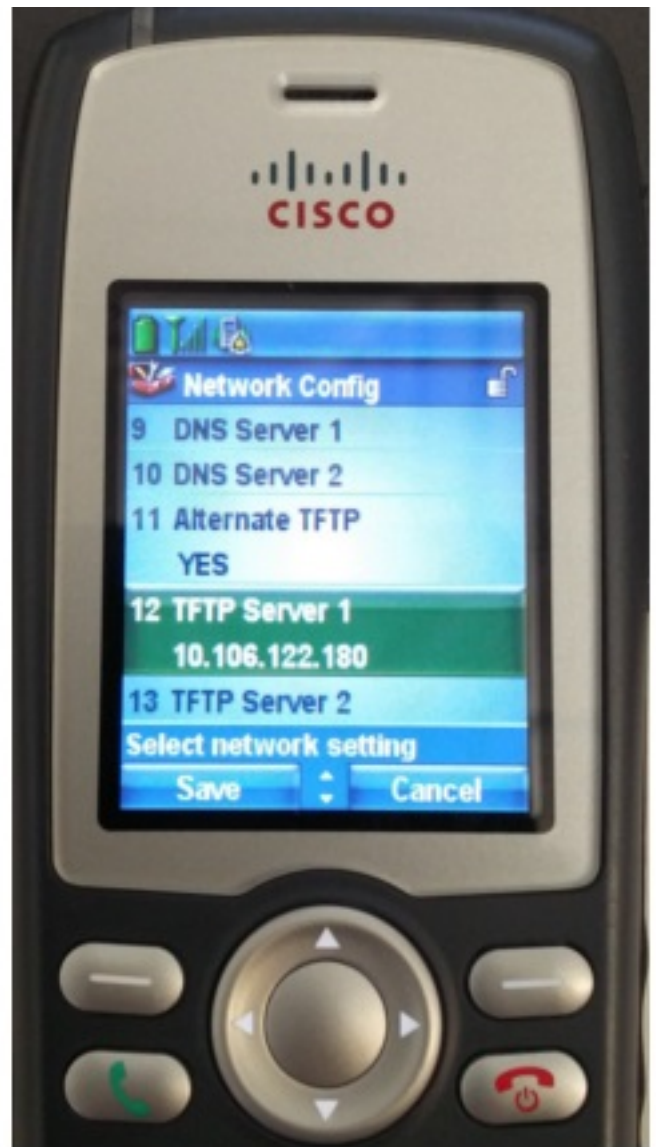 CISCO
Network Config
9 DNS Server 1
10 DNS Server 2
11 Alternate TFTP
YES
12 TFTP Server 1
10.106.122.180
13 TFTP Server 2
Select network setting
Save Cancel